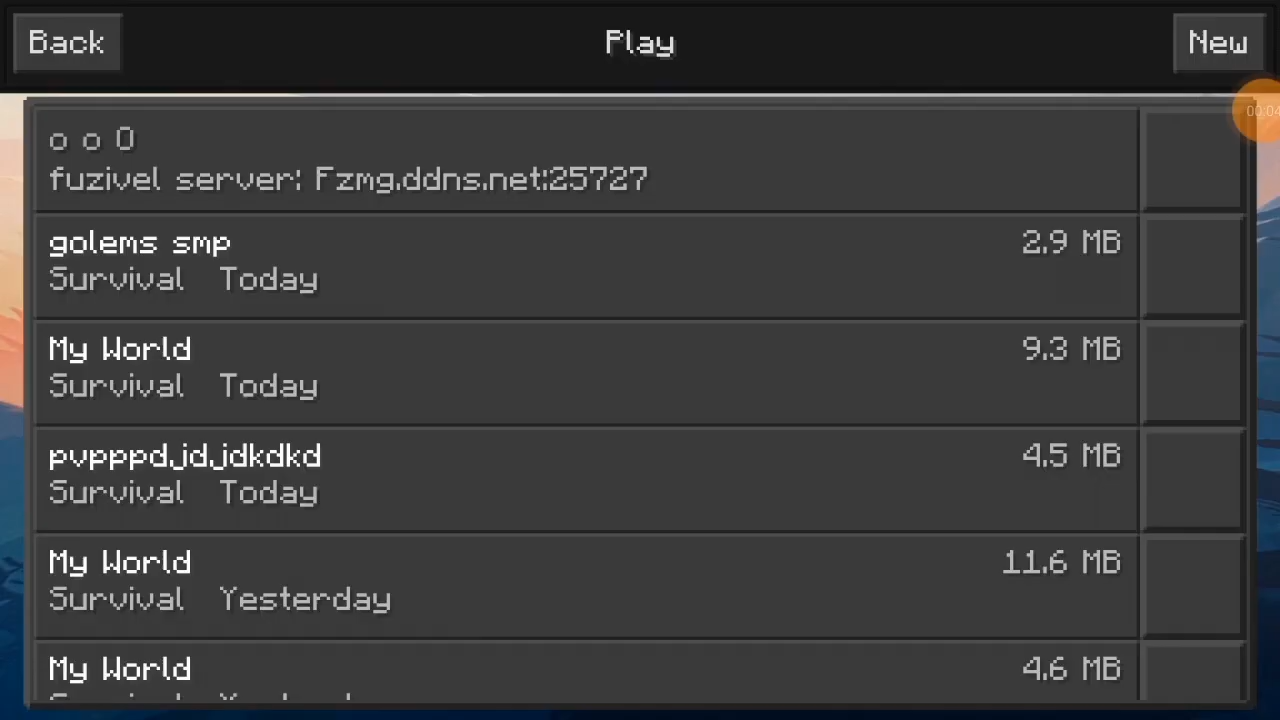 Back
Play
New
00:04
o o O
fuzivel server: Fzmg.ddns.net:25727
golems smp
2.9 MB
Survival Today
My World
9.3 MB
Survival Today
pvpppdjdjdkdkd
4.5 MB
Survival Today
My World
11.6 MB
Survival Yesterday
My World
4.6 MB